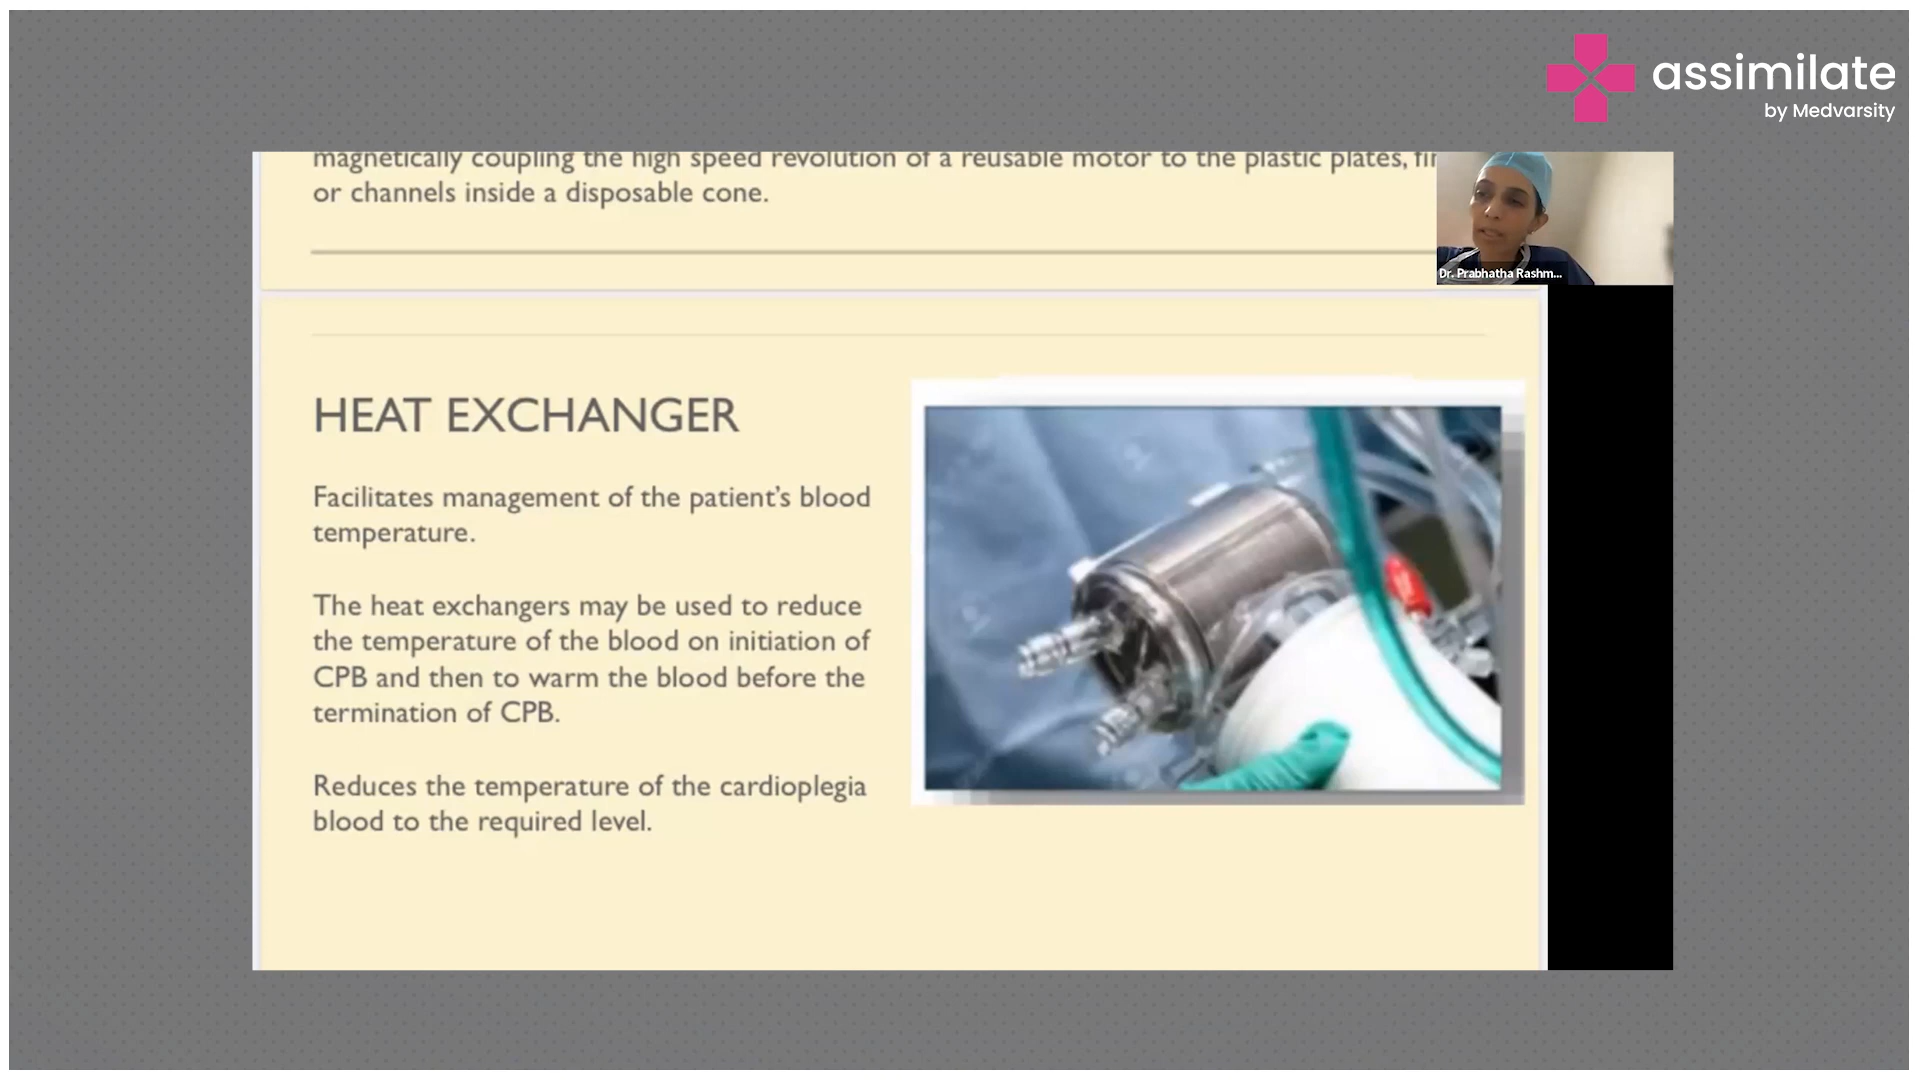 assimilate
by Medvarsity
magnetically coupling the high speed revolution of a reusable motor to the plastic plates,
or channels inside a disposable cone.
Dr. Prabhatha Rashm...
HEAT EXCHANGER
Facilitates management of the patient’s blood
temperature.
The heat exchangers may be used to reduce
the temperature of the blood on initiation of
CPB and then to warm the blood before the
termination of CPB.
Reduces the temperature of the cardioplegia
blood to the required level.